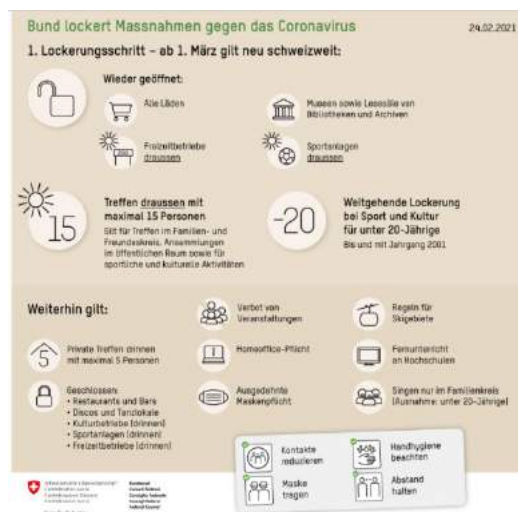 Bund lockert Massnahmen gegen das Coronavirus
24.02.2021
1. Lockerungsschritt – ab 1. März gilt neu schweizweit:
Wieder geöffnet:
Alle Läden
Museen sowie Lesesäle von
Bibliotheken und Archiven
Freizeitbetriebe
draussen
Sportanlagen
draussen
15
Treffen draussen mit
maximal 15 Personen
Gilt für Treffen im Familien- und
Freundeskreis, Ansammlungen
im öffentlichen Raum sowie für
sportliche und kulturelle Aktivitäten
-20
Weitgehende Lockerung
bei Sport und Kultur
für unter 20-Jährige
Bis und mit Jahrgang 2001
Weiterhin gilt:
5
Private Treffen drinnen
mit maximal 5 Personen
Geschlossen:
• Restaurants und Bars
• Discos und Tanzlokale
• Kulturbetriebe (drinnen)
• Sportanlagen (drinnen)
• Freizeitbetriebe (drinnen)
Verbot von
Veranstaltungen
Homeoffice-Pflicht
Ausgedehnte
Maskenpflicht
Regeln für
Skigebiete
Fernunterricht
an Hochschulen
Singen nur im Familienkreis
(Ausnahme: unter 20-Jährige)
Kontakte
reduzieren
Handhygiene
beachten
Maske
tragen
Abstand
halten